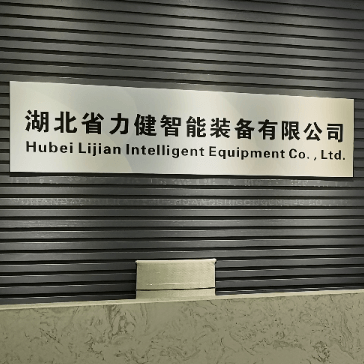 湖北省力健智能装备有限公司
Hubei Lijian Intelligent Equipment Co. , Ltd.